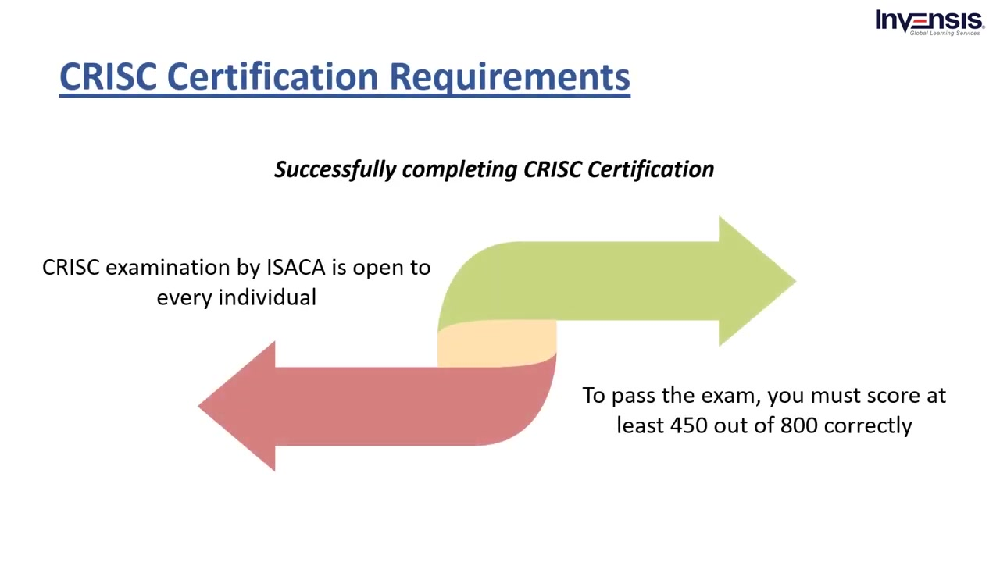 Invensis
Global Learning Services
CRISC Certification Requirements
Successfully completing CRISC Certification
CRISC examination by ISACA is open to
every individual
To pass the exam, you must score at
least 450 out of 800 correctly